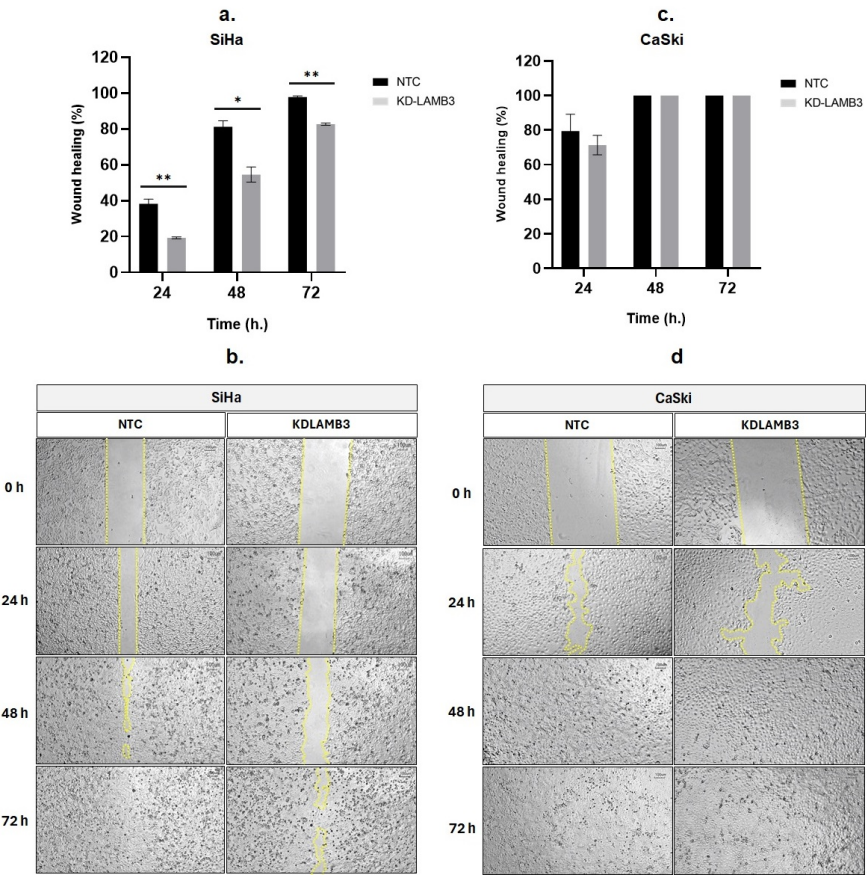 a.
SiHa
120
100
80
60
40
20
0
Wound healing (%)
**
*
**
24 48 72
Time (h.)
NTC
KD-LAMB3
c.
CaSki
120
100
80
60
40
20
0
Wound healing (%)
24 48 72
Time (h.)
NTC
KD-LAMB3
b.
SiHa
NTC KDLAMB3
0 h
24 h
48 h
72 h
d
CaSki
NTC KDLAMB3
0 h
24 h
48 h
72 h